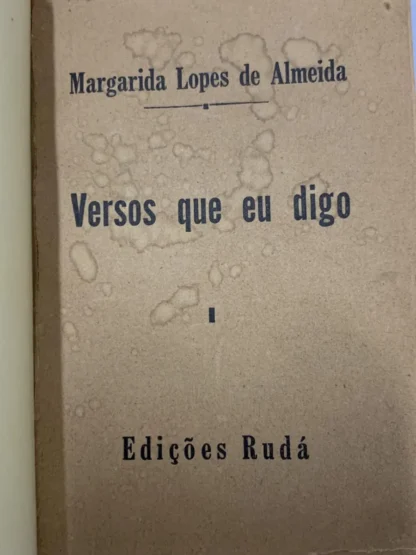 Margarida Lopes de Almeida
Versos que eu digo
Edições Rudá